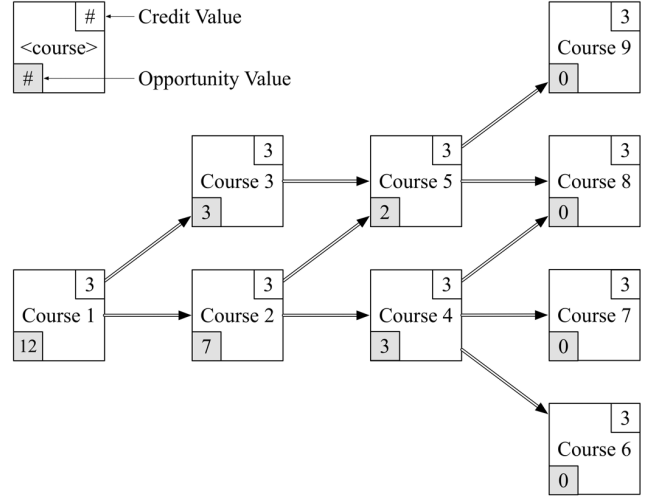 # Credit Value
<course>
# Opportunity Value
3
Course 9
0
3
Course 3
3
3
Course 5
2
3
Course 8
0
3
Course 1
12
3
Course 2
7
3
Course 4
3
3
Course 7
0
3
Course 6
0